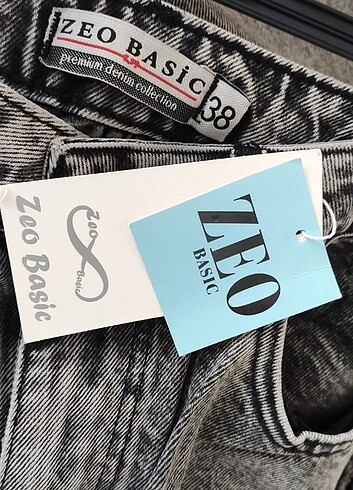 ZEO BASiC
premium denim collection
38
Zeo Basic
Zeo
Basic
ZEO
BASIC